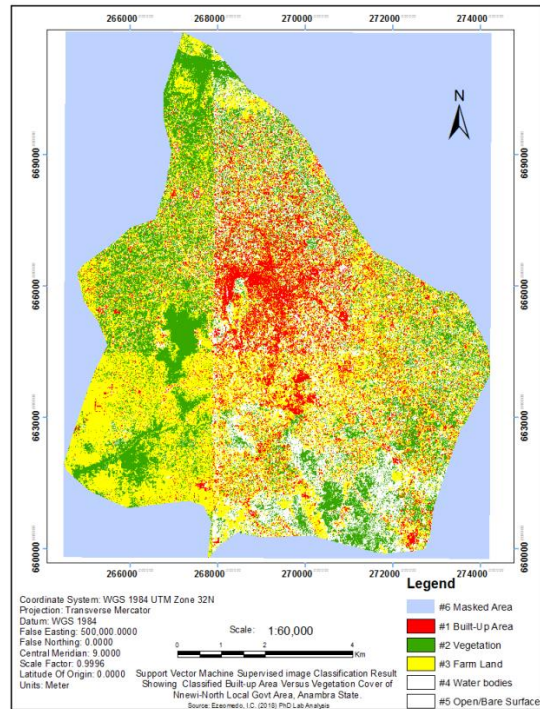 266000 268000 270000 272000 274000
669000 669000
N
666000 666000
663000 663000
660000 660000
266000 268000 270000 272000 274000
Legend
#6 Masked Area
#1 Built-Up Area
#2 Vegetation
#3 Farm Land
#4 Water bodies
#5 Open/Bare Surface
Coordinate System: WGS 1984 UTM Zone 32N
Projection: Transverse Mercator
Datum: WGS 1984
False Easting: 500,000.0000
False Northing: 0.0000
Central Meridian: 9.0000
Scale Factor: 0.9996
Latitude Of Origin: 0.0000
Units: Meter
Scale: 1:60,000
0 1 2 4
Km
Support Vector Machine Supervised image Classification Result
Showing Classified Built-up Area Versus Vegetation Cover of
Nnewi-North Local Govt Area, Anambra State.
Source: Ezeomedo, I.C. (2018) PhD Lab Analysis